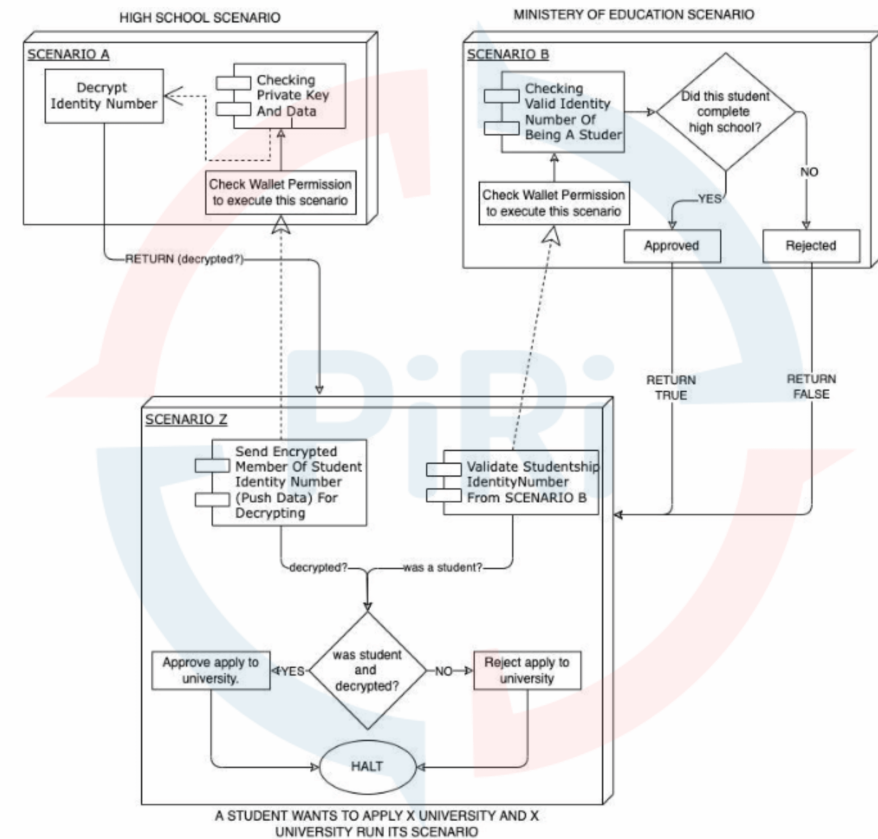 HIGH SCHOOL SCENARIO
SCENARIO A
Decrypt
Identity Number
Checking
Private Key
And Data
Check Wallet Permission
to execute this scenario
RETURN (decrypted?)
MINISTERY OF EDUCATION SCENARIO
SCENARIO B
Checking
Valid Identity
Number Of
Being A Studer
Did this student
complete
high school?
Check Wallet Permission
to execute this scenario
YES
NO
Approved
Rejected
RETURN
TRUE
RETURN
FALSE
PiRi
SCENARIO Z
Send Encrypted
Member Of Student
Identity Number
(Push Data) For
Decrypting
Validate Studentship
IdentityNumber
From SCENARIO B
decrypted?
was a student?
was student
and
decrypted?
YES
NO
Approve apply to
university.
Reject apply to
university
HALT
A STUDENT WANTS TO APPLY X UNIVERSITY AND X
UNIVERSITY RUN ITS SCENARIO